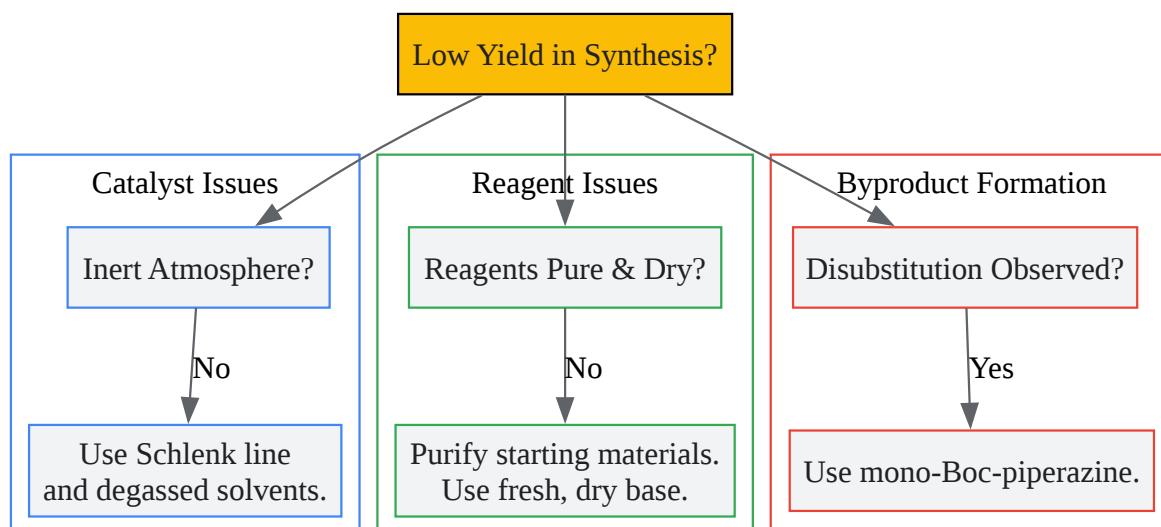 Low Yield in Synthesis?
Catalyst Issues
Reagent Issues
Byproduct Formation
Inert Atmosphere?
Reagents Pure & Dry?
Disubstitution Observed?
No
No
Yes
Use Schlenk line
and degassed solvents.
Purify starting materials.
Use fresh, dry base.
Use mono-Boc-piperazine.